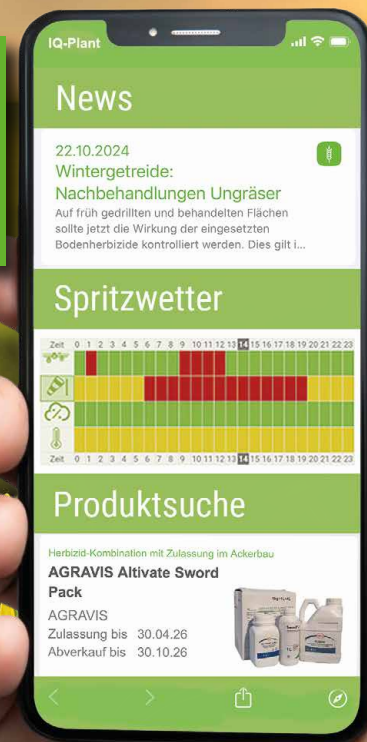 IQ-Plant
News
22.10.2024
Wintergetreide:
Nachbehandlungen Ungräser
Auf früh gedrillten und behandelten Flächen
sollte jetzt die Wirkung der eingesetzten
Bodenherbizide kontrolliert werden. Dies gilt i...
Spritzwetter
Zeit 0 1 2 3 4 5 6 7 8 9 10 11 12 13 14 15 16 17 18 19 20 21 22 23
Zeit 0 1 2 3 4 5 6 7 8 9 10 11 12 13 14 15 16 17 18 19 20 21 22 23
Produktsuche
Herbizid-Kombination mit Zulassung im Ackerbau
AGRAVIS Altivate Sword
Pack
AGRAVIS
Zulassung bis 30.04.26
Abverkauf bis 30.10.26